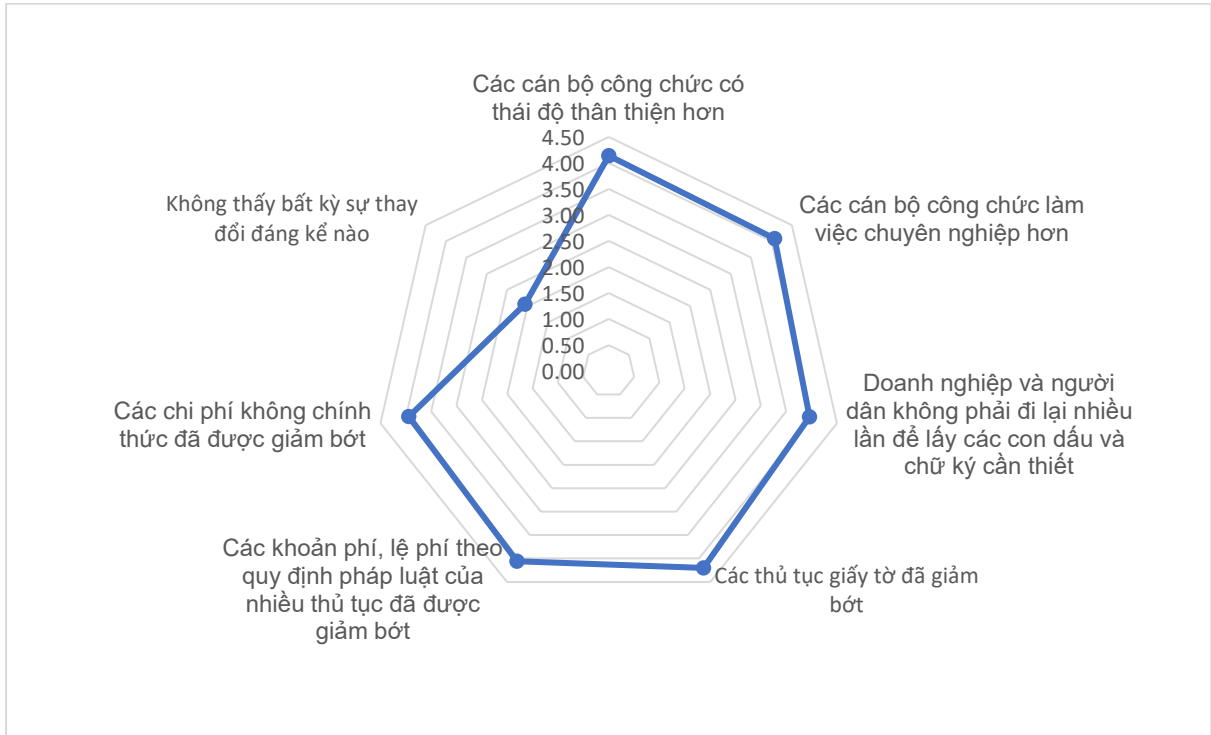 Các cán bộ công chức có
thái độ thân thiện hơn
4.50
4.00
3.50
3.00
2.50
2.00
1.50
1.00
0.50
0.00
Các cán bộ công chức làm
việc chuyên nghiệp hơn
Doanh nghiệp và người
dân không phải đi lại nhiều
lần để lấy các con dấu và
chữ ký cần thiết
Các thủ tục giấy tờ đã giảm
bớt
Các khoản phí, lệ phí theo
quy định pháp luật của
nhiều thủ tục đã được
giảm bớt
Các chi phí không chính
thức đã được giảm bớt
Không thấy bất kỳ sự thay
đổi đáng kể nào